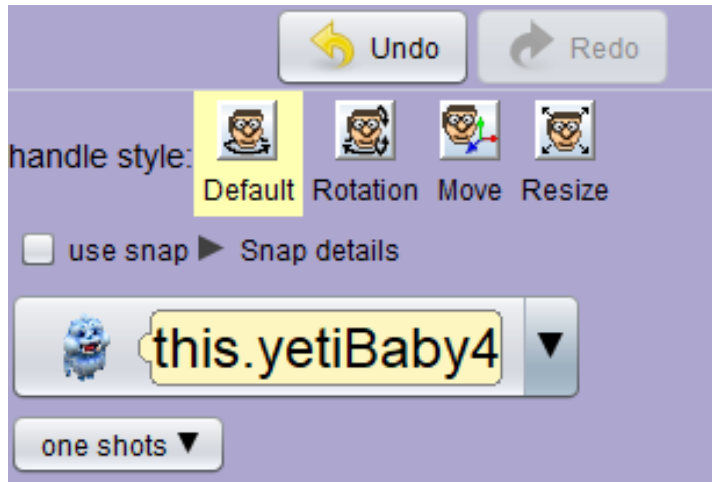 Undo Redo
handle style: Default Rotation Move Resize
use snap Snap details
this.yetiBaby4
one shots